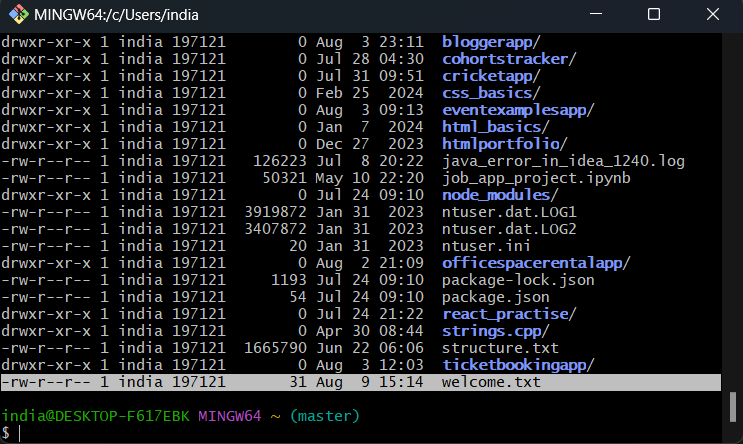 MINGW64:/c/Users/india
drwxr-xr-x 1 india 197121       0 Aug  3 23:11  bloggerapp/
drwxr-xr-x 1 india 197121       0 Jul 28 04:30  cohortstracker/
drwxr-xr-x 1 india 197121       0 Jul 31 09:51  cricketapp/
drwxr-xr-x 1 india 197121       0 Feb 25  2024  css_basics/
drwxr-xr-x 1 india 197121       0 Aug  3 09:13  eventexamplesapp/
drwxr-xr-x 1 india 197121       0 Jan  7  2024  html_basics/
drwxr-xr-x 1 india 197121       0 Dec 27  2023  htmlportfolio/
-rw-r--r-- 1 india 197121  126223 Jul  8 20:22  java_error_in_idea_1240.log
-rw-r--r-- 1 india 197121   50321 May 10 22:20  job_app_project.ipynb
drwxr-xr-x 1 india 197121       0 Jul 24 09:10  node_modules/
-rw-r--r-- 1 india 197121 3919872 Jan 31  2023  ntuser.dat.LOG1
-rw-r--r-- 1 india 197121 3407872 Jan 31  2023  ntuser.dat.LOG2
-rw-r--r-- 1 india 197121      20 Jan 31  2023  ntuser.ini
drwxr-xr-x 1 india 197121       0 Aug  2 21:09  officespacerentalapp/
-rw-r--r-- 1 india 197121    1193 Jul 24 09:10  package-lock.json
-rw-r--r-- 1 india 197121      54 Jul 24 09:10  package.json
drwxr-xr-x 1 india 197121       0 Jul 24 21:22  react_practise/
drwxr-xr-x 1 india 197121       0 Apr 30 08:44  strings.cpp/
-rw-r--r-- 1 india 197121 1665790 Jun 22 06:06  structure.txt
drwxr-xr-x 1 india 197121       0 Aug  3 12:03  ticketbookingapp/
-rw-r--r-- 1 india 197121      31 Aug  9 15:14  welcome.txt
india@DESKTOP-F617EBK MINGW64 ~ (master)
$